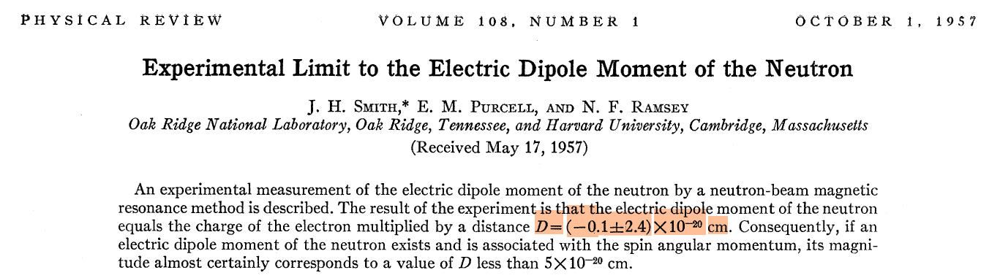 PHYSICAL REVIEW VOLUME 108, NUMBER 1 OCTOBER 1, 1957
Experimental Limit to the Electric Dipole Moment of the Neutron
J. H. SMITH,* E. M. PURCELL, AND N. F. RAMSEY
Oak Ridge National Laboratory, Oak Ridge, Tennessee, and Harvard University, Cambridge, Massachusetts
(Received May 17, 1957)
An experimental measurement of the electric dipole moment of the neutron by a neutron-beam magnetic
resonance method is described. The result of the experiment is that the electric dipole moment of the neutron
equals the charge of the electron multiplied by a distance D=(−0.1±2.4)×10⁻²⁰ cm. Consequently, if an
electric dipole moment of the neutron exists and is associated with the spin angular momentum, its magni-
tude almost certainly corresponds to a value of D less than 5×10⁻²⁰ cm.